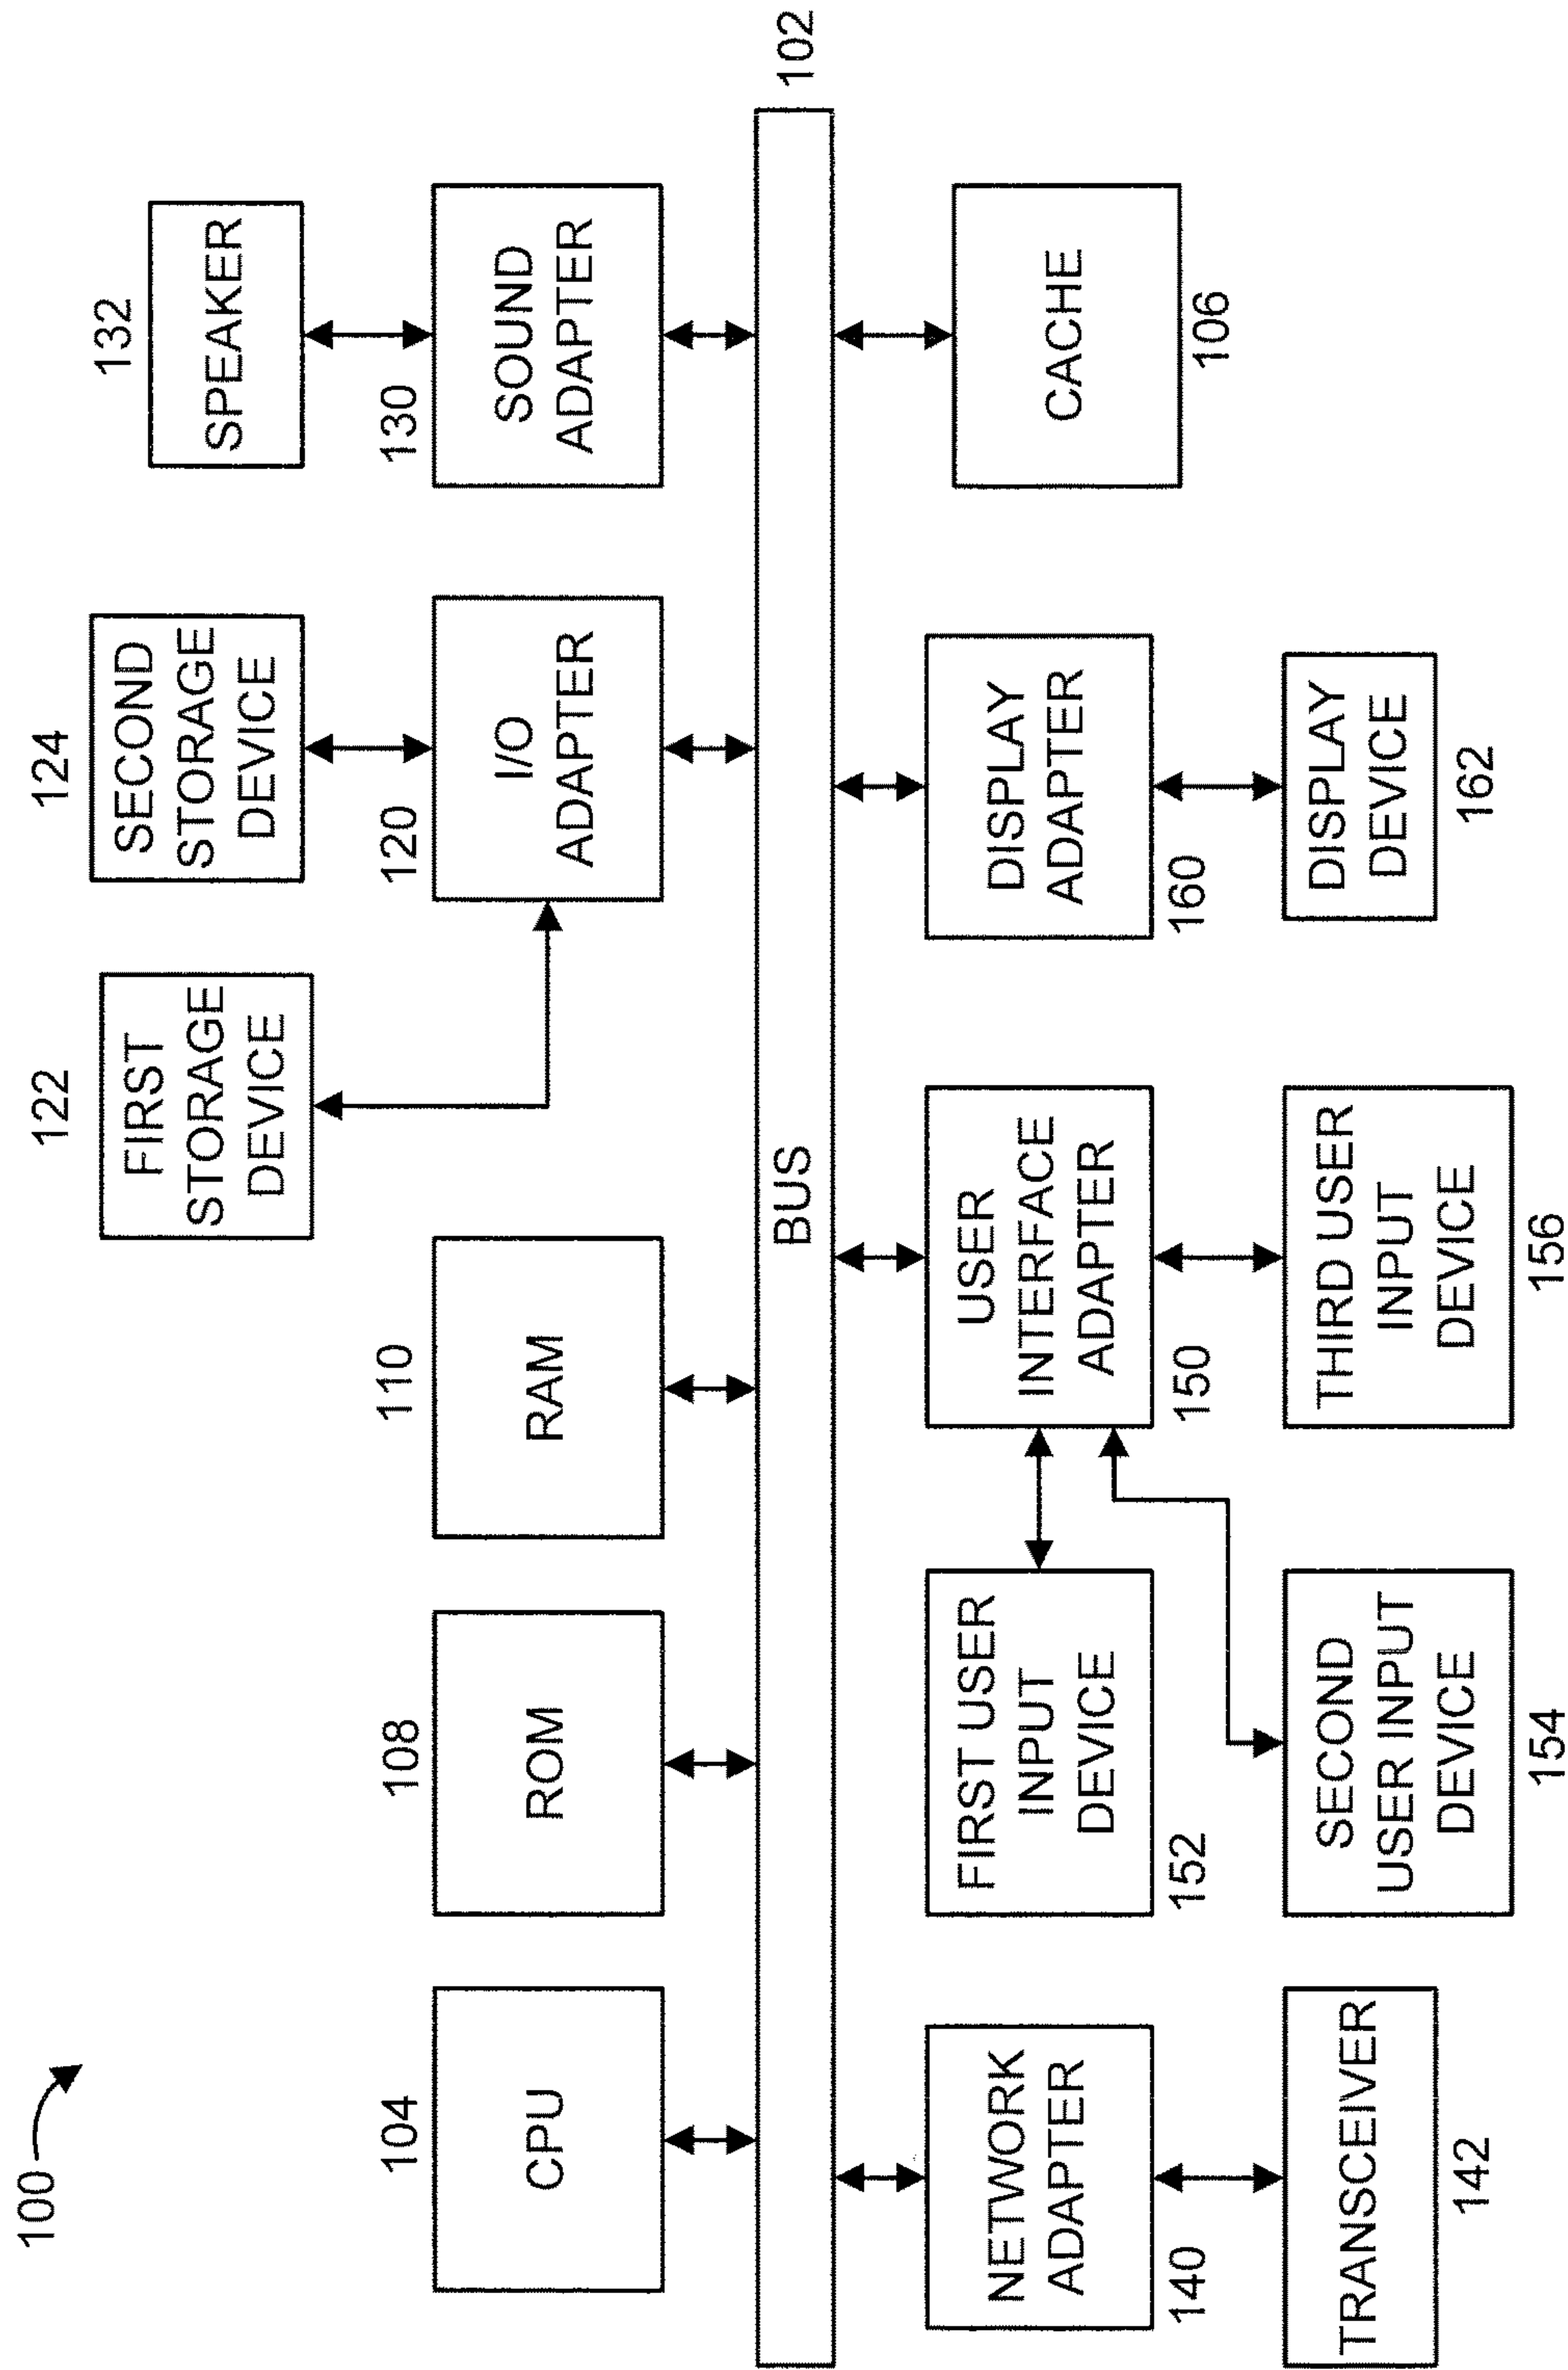 100
122
FIRST
STORAGE
DEVICE
124
SECOND
STORAGE
DEVICE
132
SPEAKER
104
CPU
108
ROM
110
RAM
120
I/O
ADAPTER
130
SOUND
ADAPTER
BUS
102
NETWORK
ADAPTER
140
TRANSCEIVER
142
FIRST USER
INPUT
DEVICE
152
SECOND
USER INPUT
DEVICE
154
USER
INTERFACE
ADAPTER
150
THIRD USER
INPUT
DEVICE
156
DISPLAY
ADAPTER
160
DISPLAY
DEVICE
162
CACHE
106